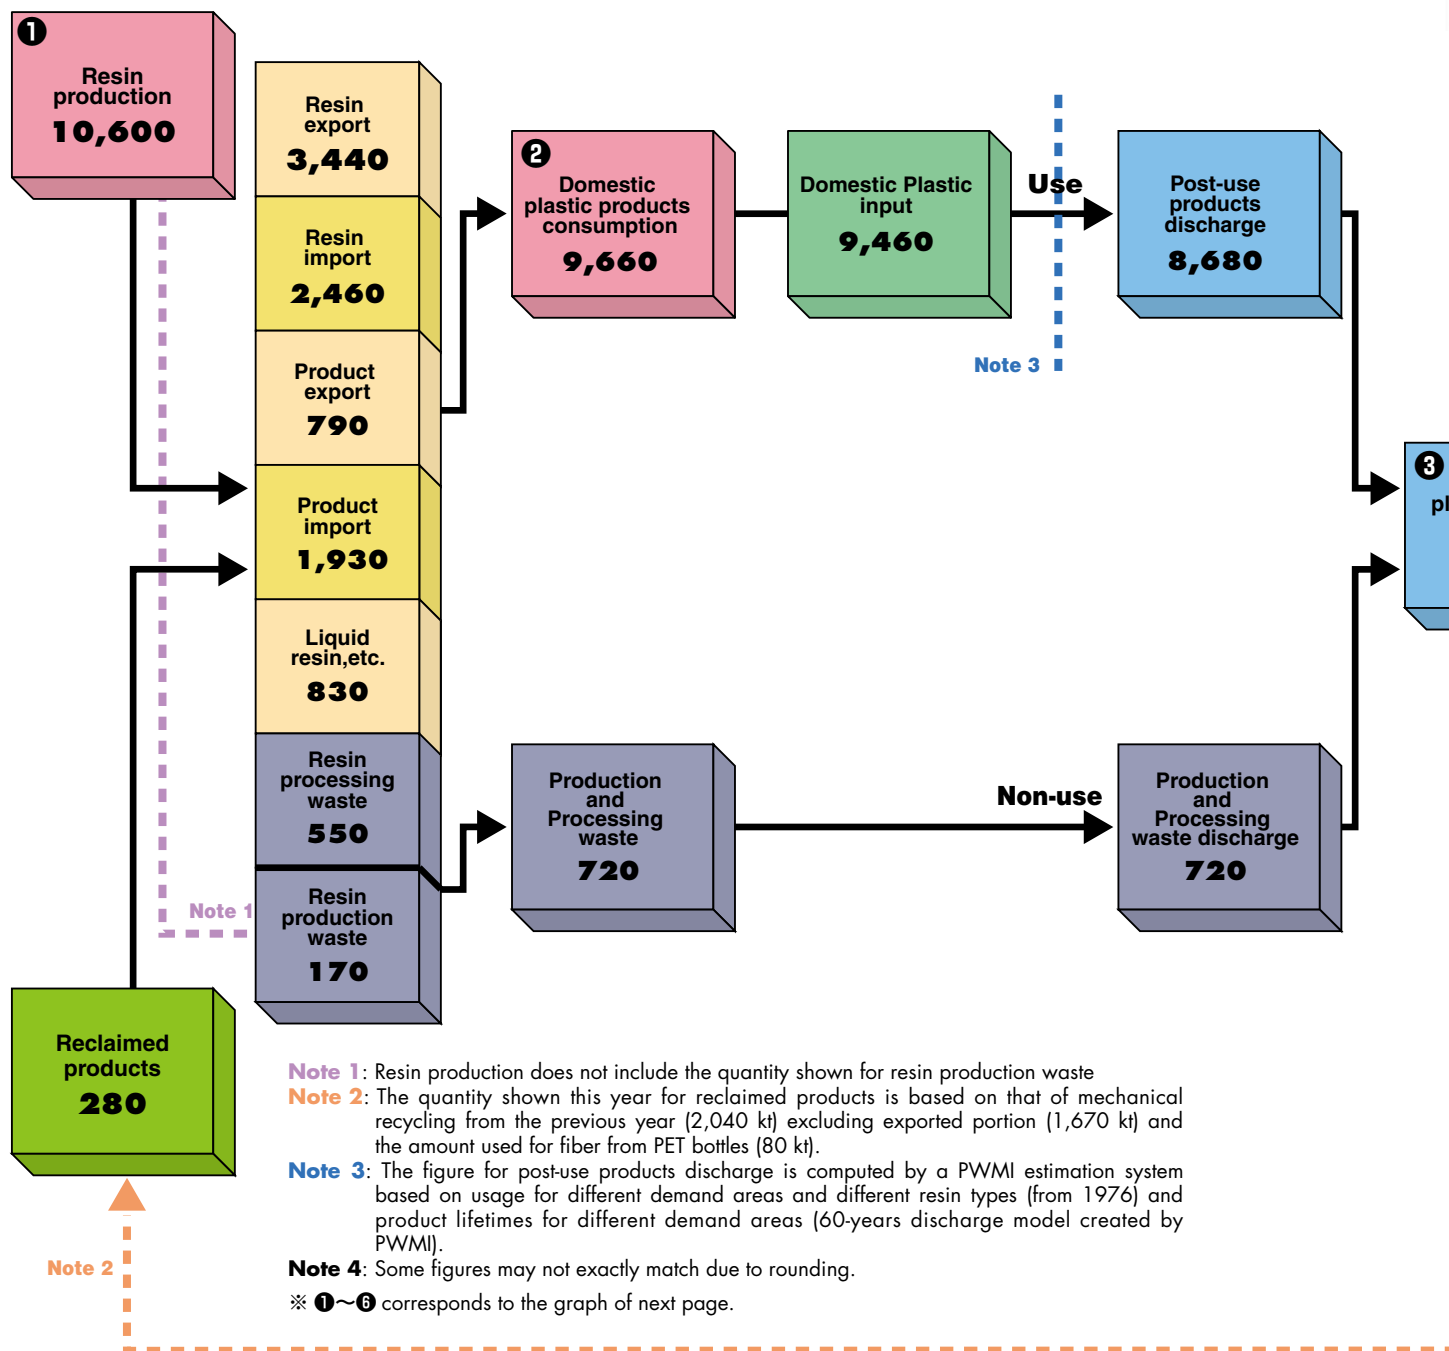 ❶
Resin
production
10,600
Resin
export
3,440
Resin
import
2,460
Product
export
790
Product
import
1,930
Liquid
resin,etc.
830
Resin
processing
waste
550
Resin
production
waste
170
Note 1
Reclaimed
products
280
Note 2
❷
Domestic
plastic products
consumption
9,660
Domestic Plastic
input
9,460
Use
Note 3
Post-use
products
discharge
8,680
Production
and
Processing
waste
720
Non-use
Production
and
Processing
waste discharge
720
❸
pl
Note 1: Resin production does not include the quantity shown for resin production waste
Note 2: The quantity shown this year for reclaimed products is based on that of mechanical
recycling from the previous year (2,040 kt) excluding exported portion (1,670 kt) and
the amount used for fiber from PET bottles (80 kt).
Note 3: The figure for post-use products discharge is computed by a PWMI estimation system
based on usage for different demand areas and different resin types (from 1976) and
product lifetimes for different demand areas (60-years discharge model created by
PWMI).
Note 4: Some figures may not exactly match due to rounding.
※ ❶～❻ corresponds to the graph of next page.